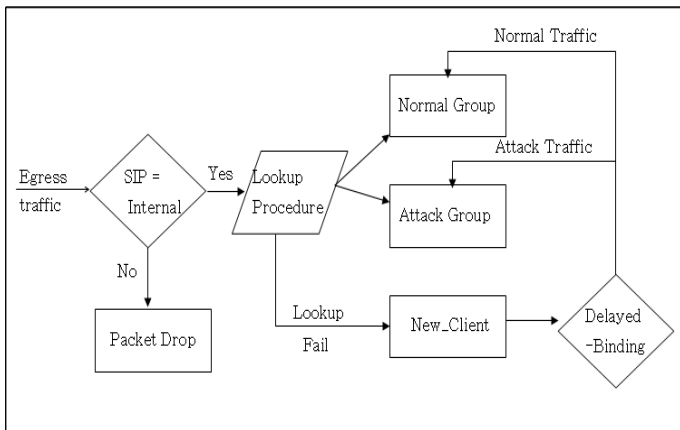 Normal Traffic
Normal Group
Attack Traffic
Egress
traffic
SIP =
Internal
Yes
Lookup
Procedure
Attack Group
No
Packet Drop
Lookup
Fail
New_Client
Delayed
-Binding